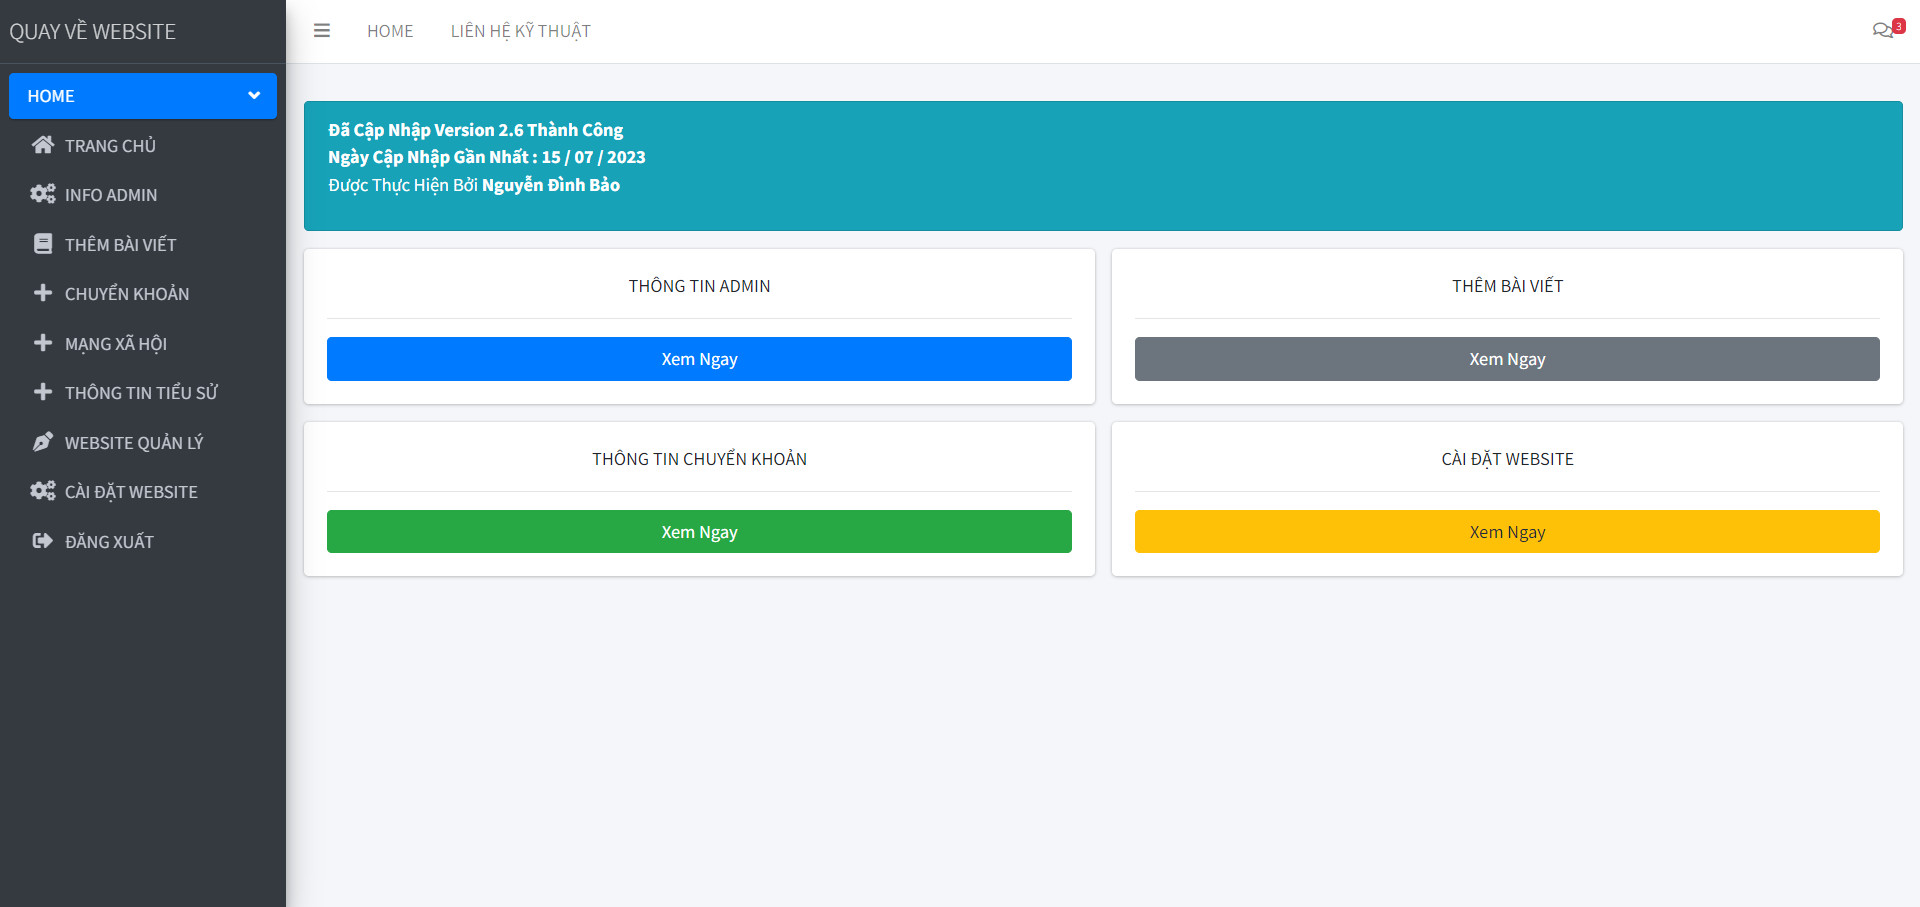 QUAY VỀ WEBSITE
HOME
TRANG CHỦ
INFO ADMIN
THÊM BÀI VIẾT
CHUYỂN KHOẢN
MẠNG XÃ HỘI
THÔNG TIN TIỂU SỬ
WEBSITE QUẢN LÝ
CÀI ĐẶT WEBSITE
ĐĂNG XUẤT
HOME
LIÊN HỆ KỸ THUẬT
3
Đã Cập Nhập Version 2.6 Thành Công
Ngày Cập Nhập Gần Nhất : 15 / 07 / 2023
Được Thực Hiện Bởi Nguyễn Đình Bảo
THÔNG TIN ADMIN
Xem Ngay
THÊM BÀI VIẾT
Xem Ngay
THÔNG TIN CHUYỂN KHOẢN
Xem Ngay
CÀI ĐẶT WEBSITE
Xem Ngay